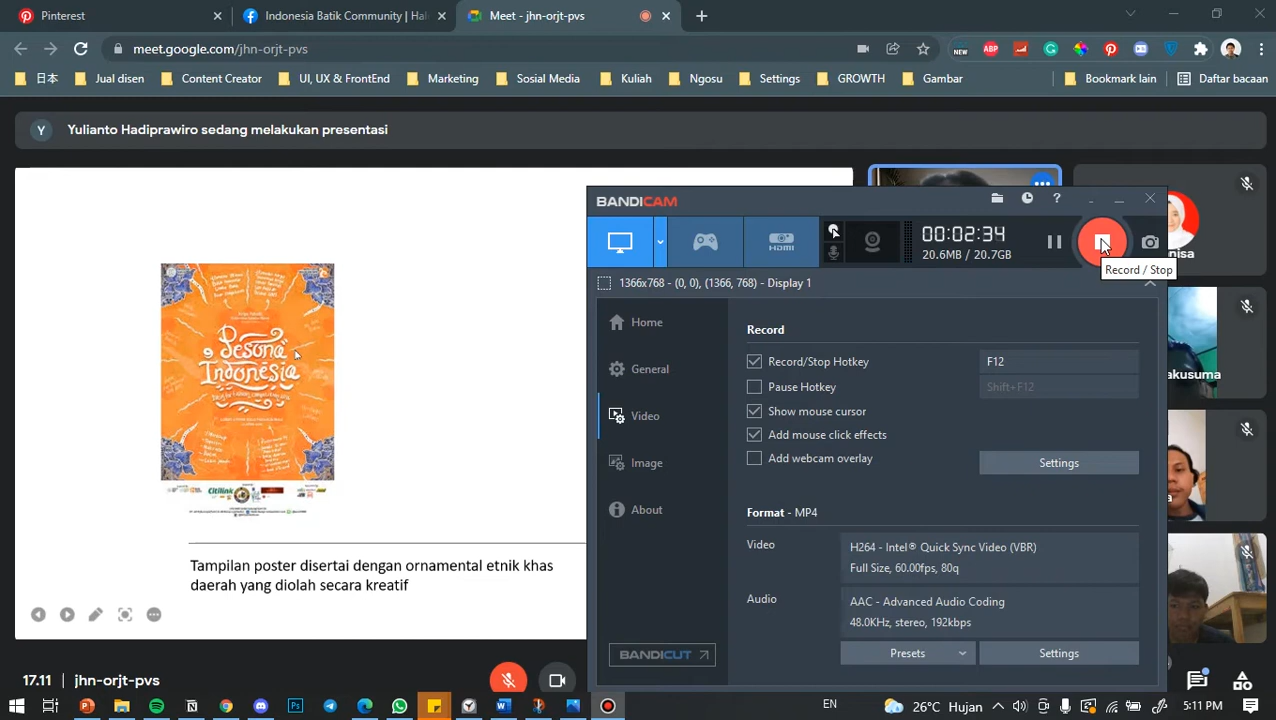 Pinterest
Indonesia Batik Community | Hal
Meet - jhn-orjt-pvs
meet.google.com/jhn-orjt-pvs
NEW
ABP
日本
Jual disen
Content Creator
UI, UX & FrontEnd
Marketing
Sosial Media
Kuliah
Ngosu
Settings
GROWTH
Gambar
Bookmark lain
Daftar bacaan
Y
Yulianto Hadiprawiro sedang melakukan presentasi
BANDICAM
HDMI
00:02:34
20.6MB / 20.7GB
Record / Stop
nisa
1366x768 - (0, 0), (1366, 768) - Display 1
Home
General
Video
Image
About
BANDICUT
Record
Record/Stop Hotkey
F12
Pause Hotkey
Shift+F12
Show mouse cursor
Add mouse click effects
Add webcam overlay
Settings
Format - MP4
Video
H264 - Intel® Quick Sync Video (VBR)
Full Size, 60.00fps, 80q
Audio
AAC - Advanced Audio Coding
48.0KHz, stereo, 192kbps
Presets
Settings
akusuma
Pesona
Indonesia
Citilink
Tampilan poster disertai dengan ornamental etnik khas
daerah yang diolah secara kreatif
17.11
jhn-orjt-pvs
EN
26°C Hujan
5:11 PM